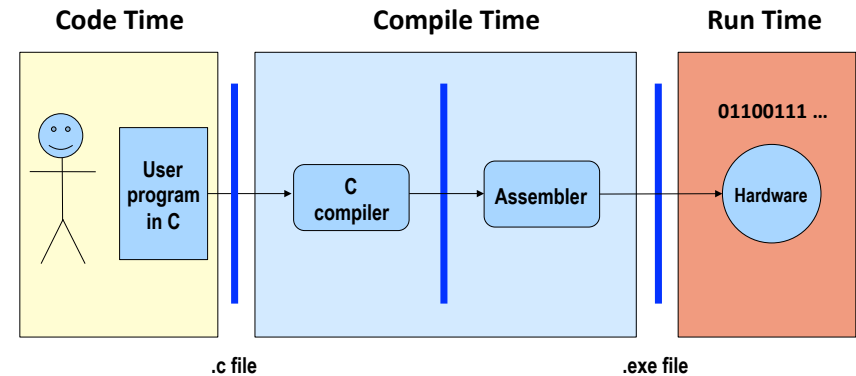 Code Time
Compile Time
Run Time
01100111 ...
User
program
in C
C
compiler
Assembler
Hardware
.c file
.exe file